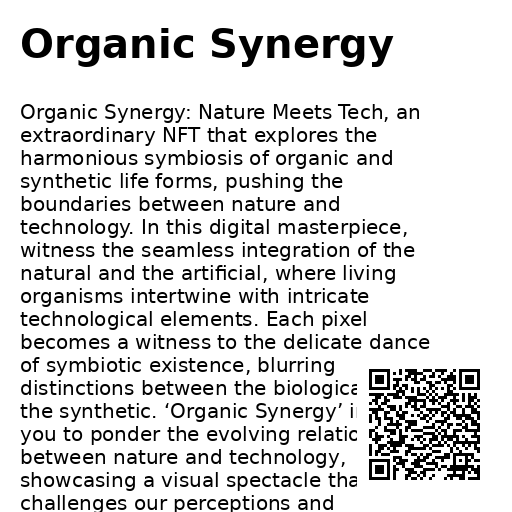 Organic Synergy
Organic Synergy: Nature Meets Tech, an
extraordinary NFT that explores the
harmonious symbiosis of organic and
synthetic life forms, pushing the
boundaries between nature and
technology. In this digital masterpiece,
witness the seamless integration of the
natural and the artificial, where living
organisms intertwine with intricate
technological elements. Each pixel
becomes a witness to the delicate dance
of symbiotic existence, blurring
distinctions between the
the synthetic. ‘Organic Synergy’
you to ponder the evolving
between nature and technology,
showcasing a visual spectacle
challenges our perceptions and